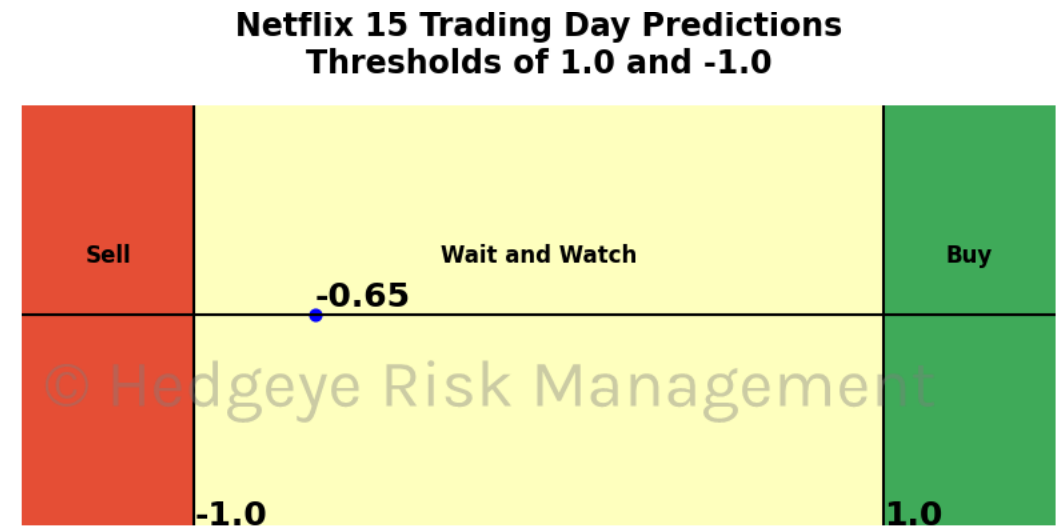 Netflix 15 Trading Day Predictions
Thresholds of 1.0 and -1.0
Sell
Wait and Watch
Buy
-0.65
© Hedgeye Risk Management
-1.0
1.0